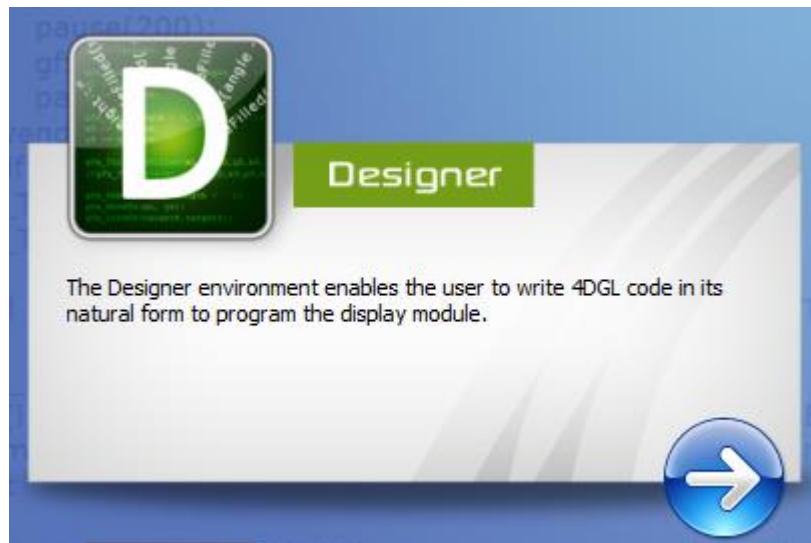 pause(200);
D
Designer
The Designer environment enables the user to write 4DGL code in its
natural form to program the display module.